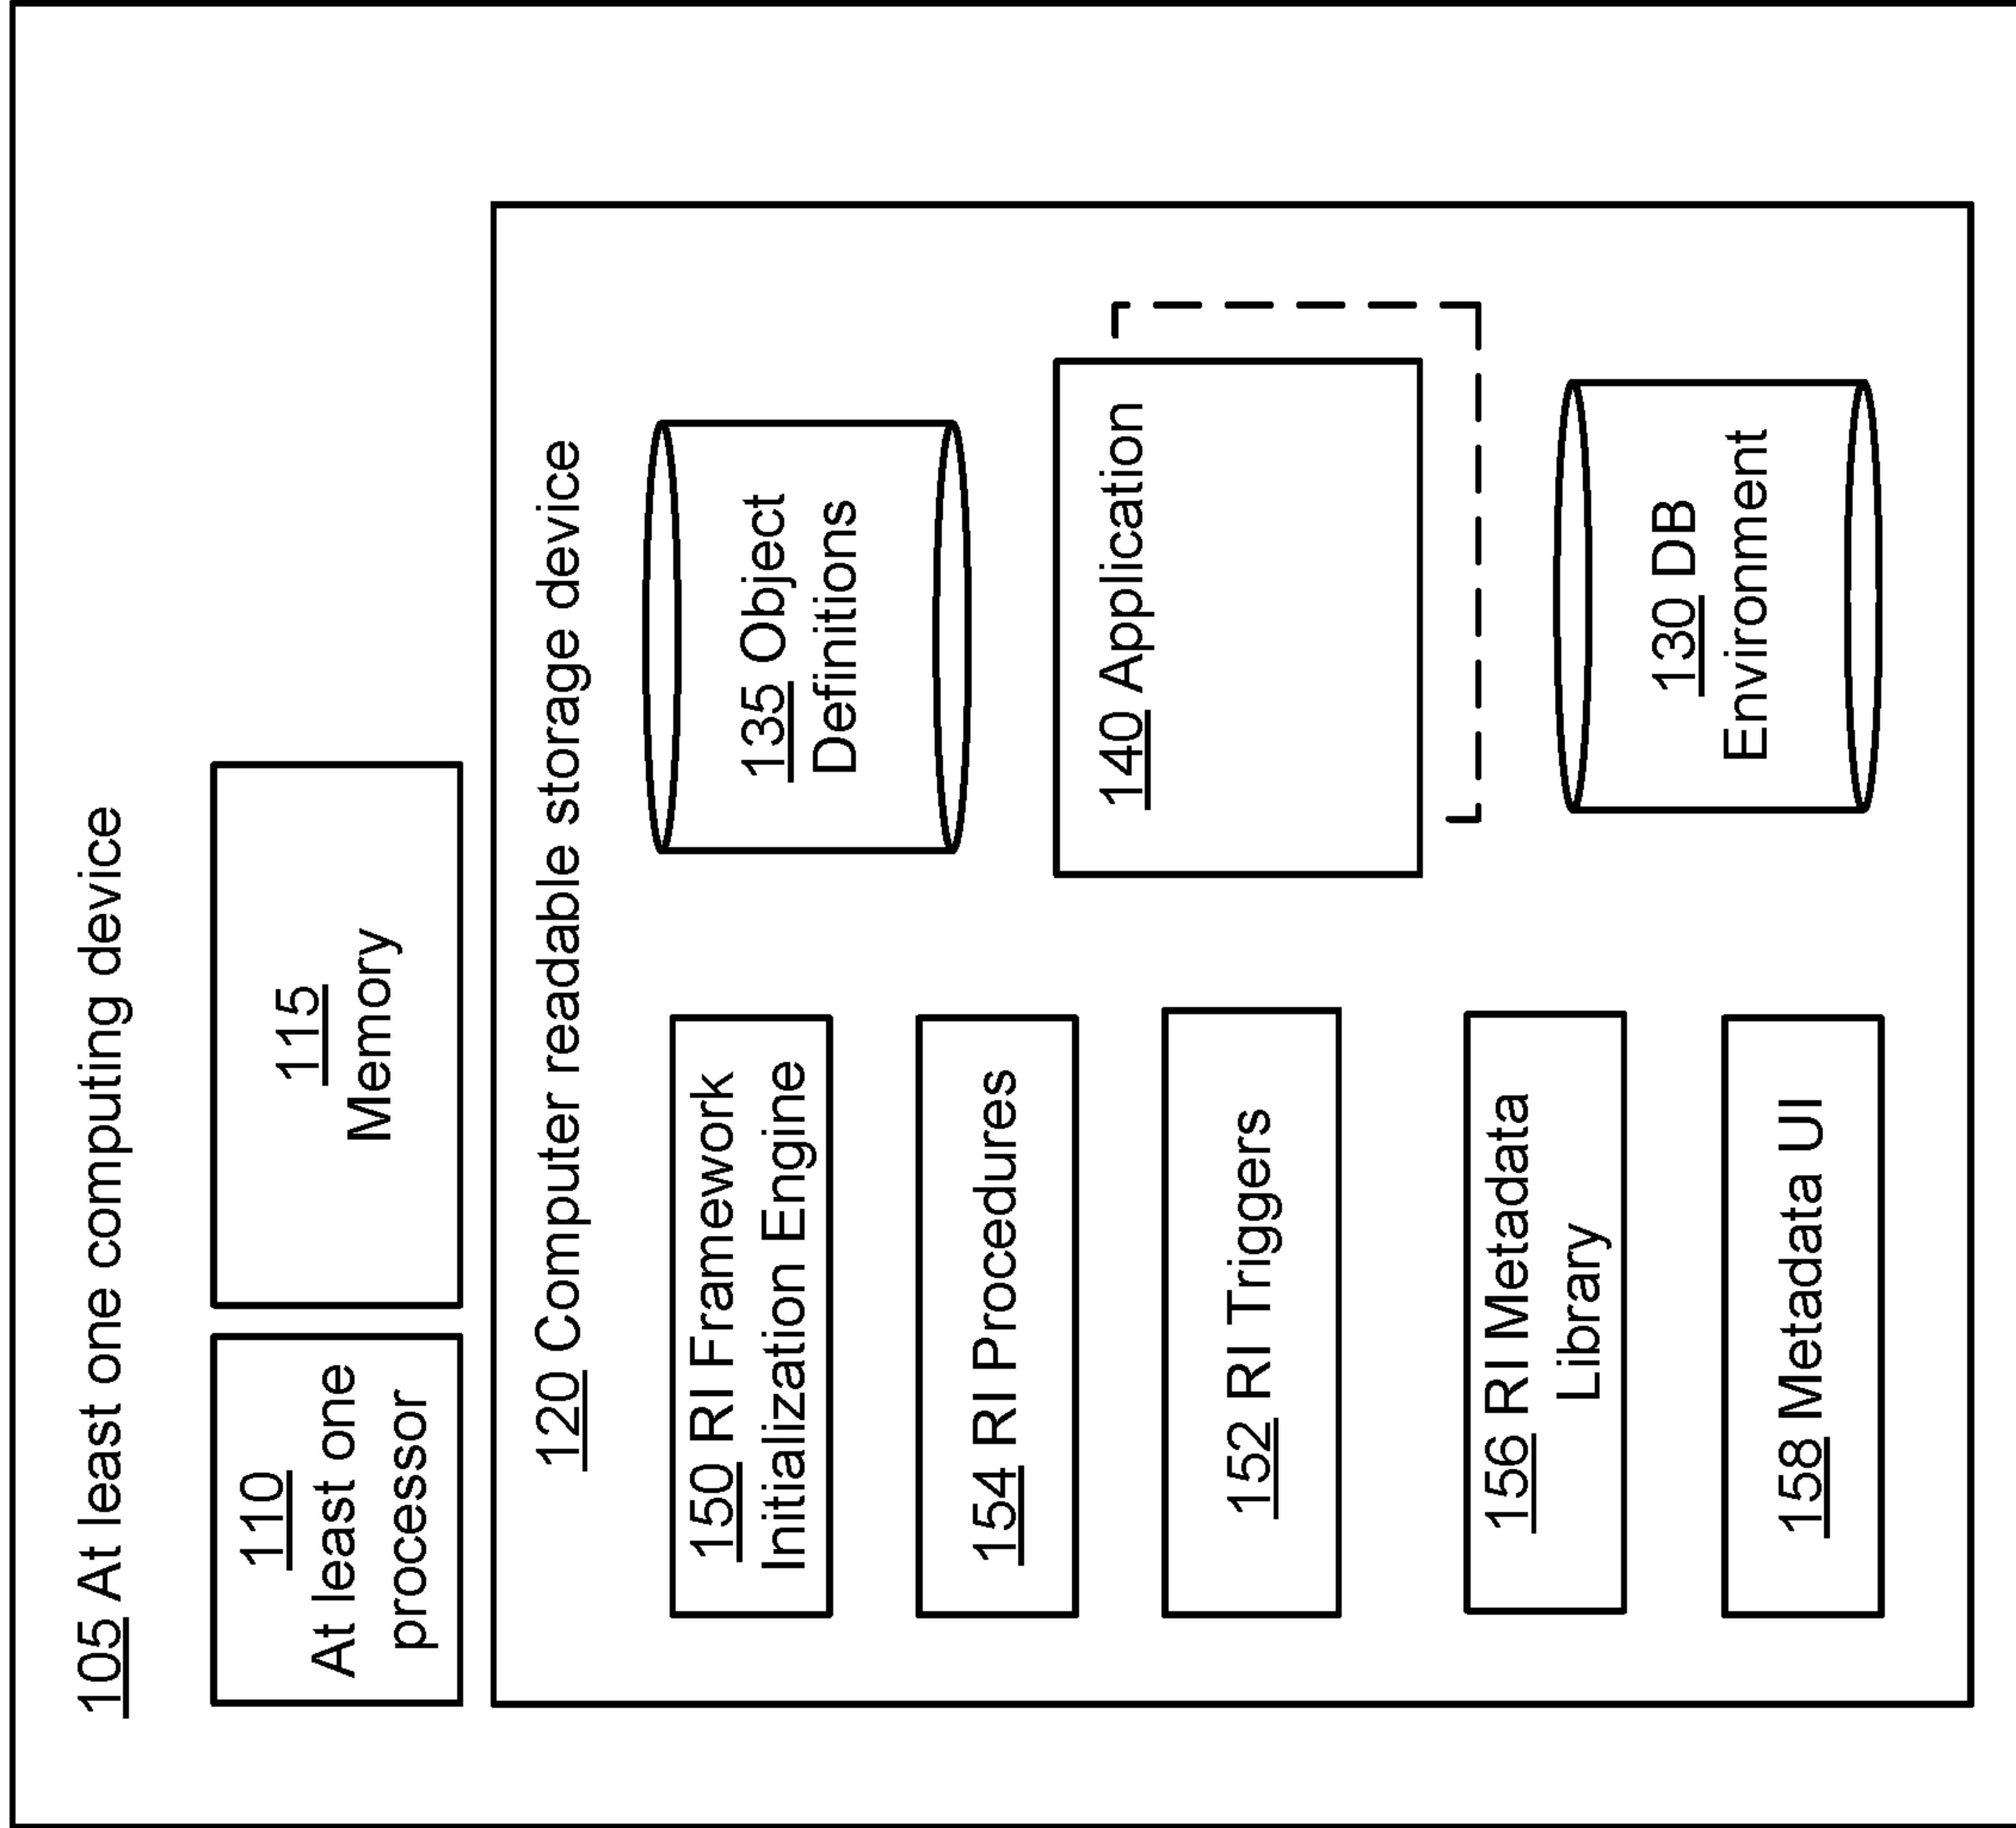 105 At least one computing device
110
At least one
processor
115
Memory
120 Computer readable storage device
150 RI Framework
Initialization Engine
154 RI Procedures
152 RI Triggers
156 RI Metadata
Library
158 Metadata UI
135 Object
Definitions
140 Application
130 DB
Environment